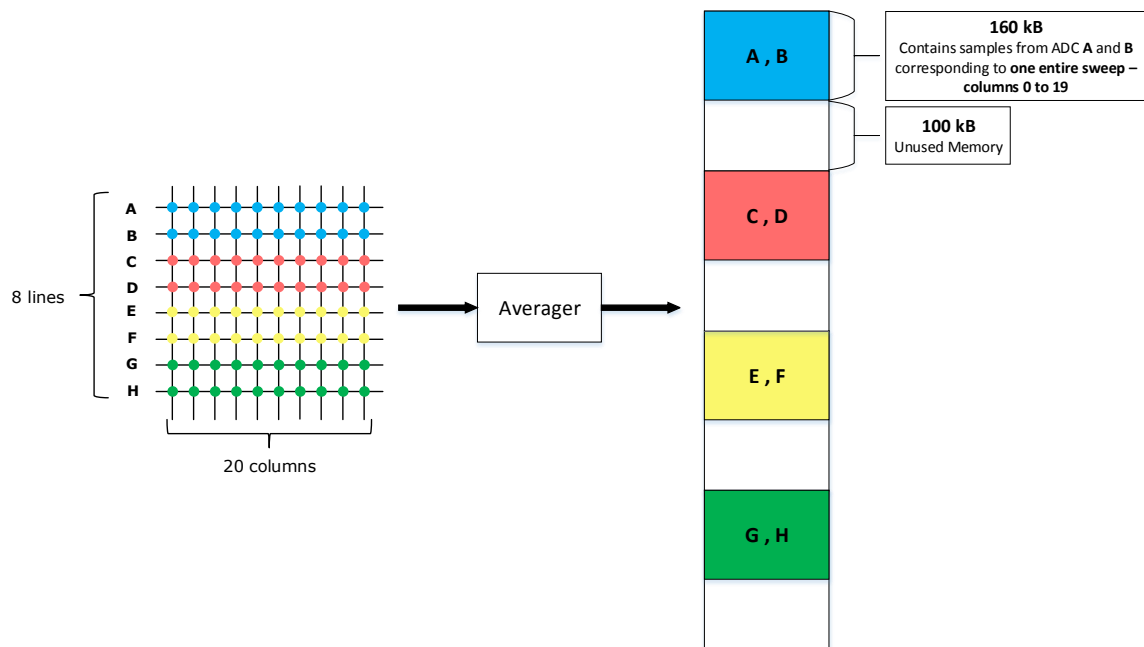 A , B
160 kB
Contains samples from ADC A and B
corresponding to one entire sweep –
columns 0 to 19
100 kB
Unused Memory
8 lines
A
B
C
D
E
F
G
H
20 columns
Averager
C , D
E , F
G , H